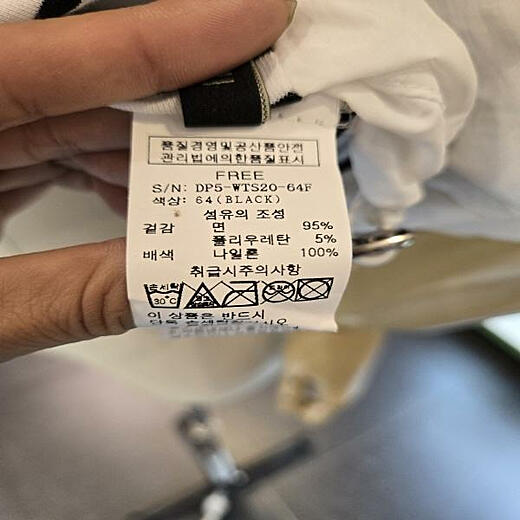 품질경영및공산품안전
관리법에의한품질표시
FREE
S/N: DP5-WTS20-64F
색상: 64(BLACK)
섬유의 조성
겉감 면 95%
폴리우레탄 5%
배색 나일론 100%
취급시주의사항
손세탁
30°C
이 상품은 반드시